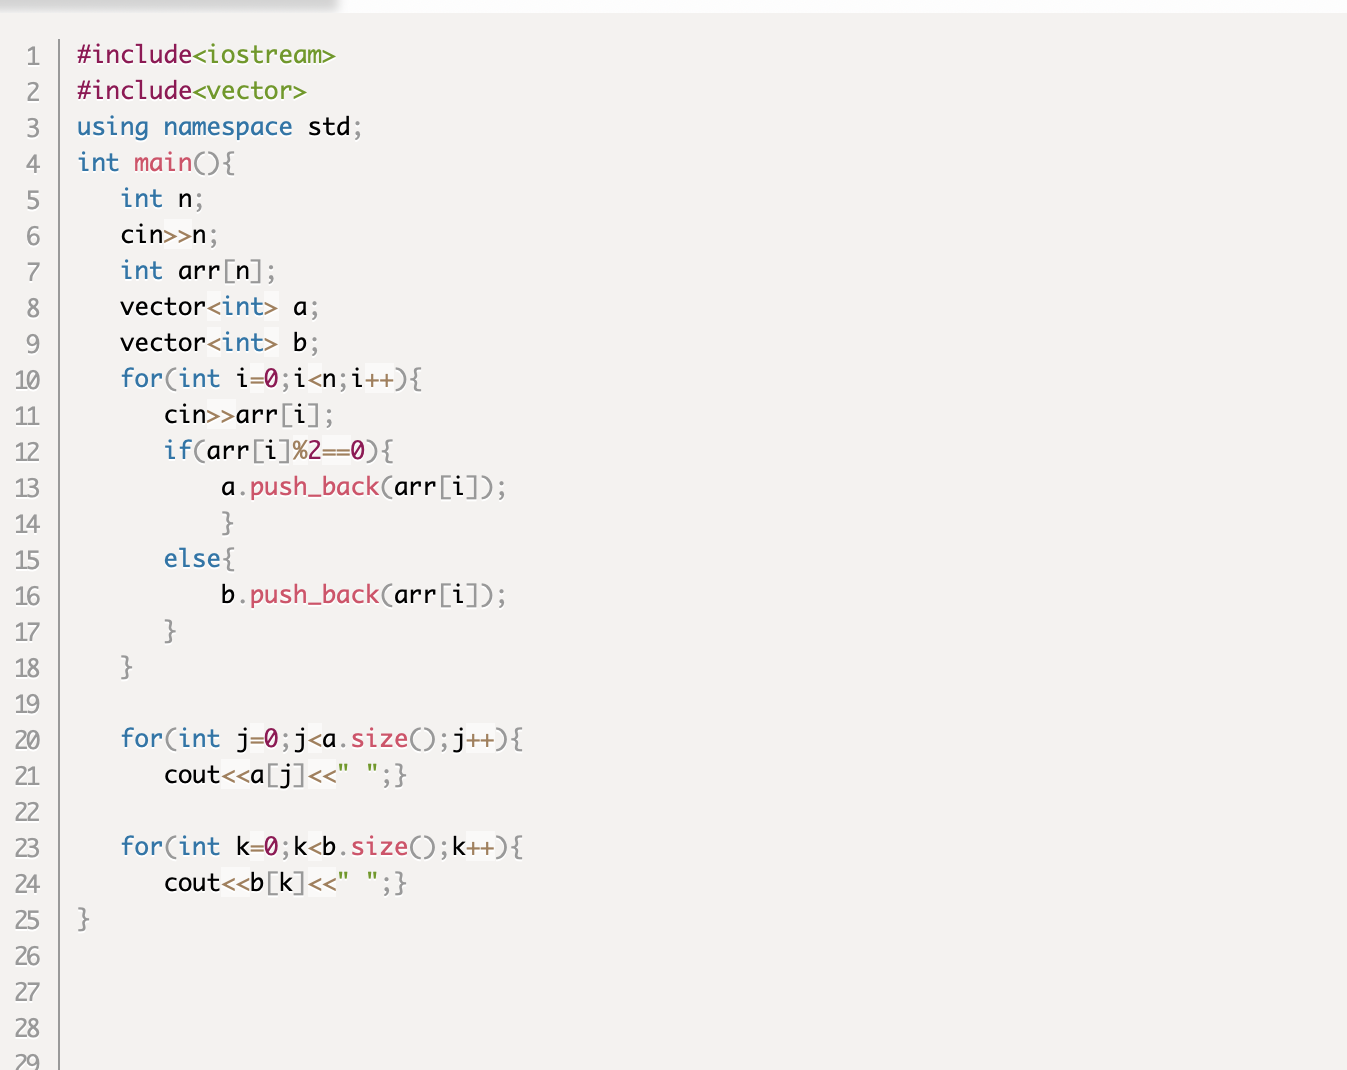 1 #include<iostream>
2 #include<vector>
3 using namespace std;
4 int main(){
5    int n;
6    cin>>n;
7    int arr[n];
8    vector<int> a;
9    vector<int> b;
10    for(int i=0;i<n;i++){
11       cin>>arr[i];
12       if(arr[i]%2==0){
13           a.push_back(arr[i]);
14           }
15       else{
16           b.push_back(arr[i]);
17       }
18    }
19
20    for(int j=0;j<a.size();j++){
21       cout<<a[j]<<" ";}
22
23    for(int k=0;k<b.size();k++){
24       cout<<b[k]<<" ";}
25 }
26
27
28
29